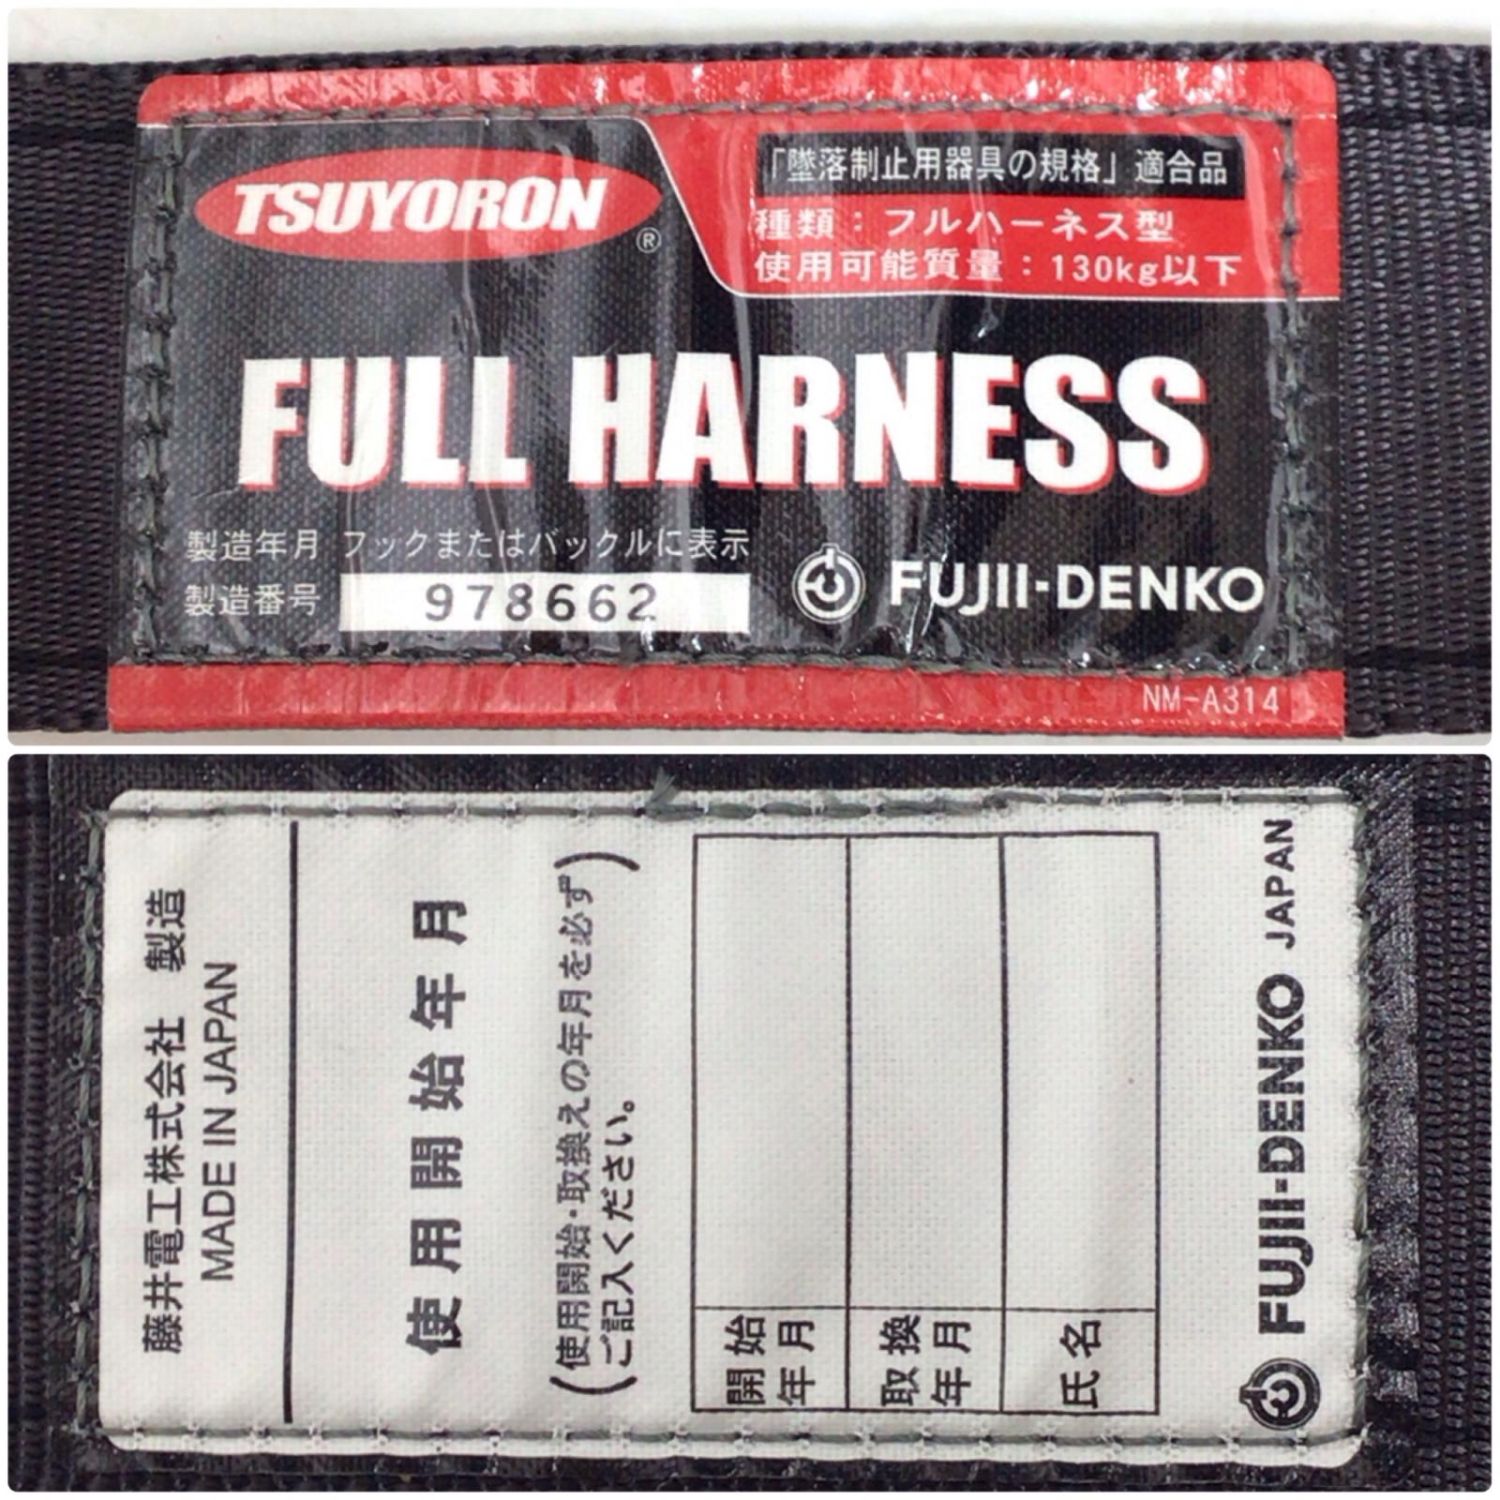 TSUYORON ®
「墜落制止用器具の規格」適合品
種類：フルハーネス型
使用可能質量：130kg以下
FULL HARNESS
製造年月 フックまたはバックルに表示
製造番号 978662
FUJII-DENKO
NM-A314
藤井電工株式会社 製造
MADE IN JAPAN
使用開始年月
(使用開始・取換えの年月を必ず
ご記入ください。)
開始年月
取換年月
氏名
FUJII-DENKO JAPAN